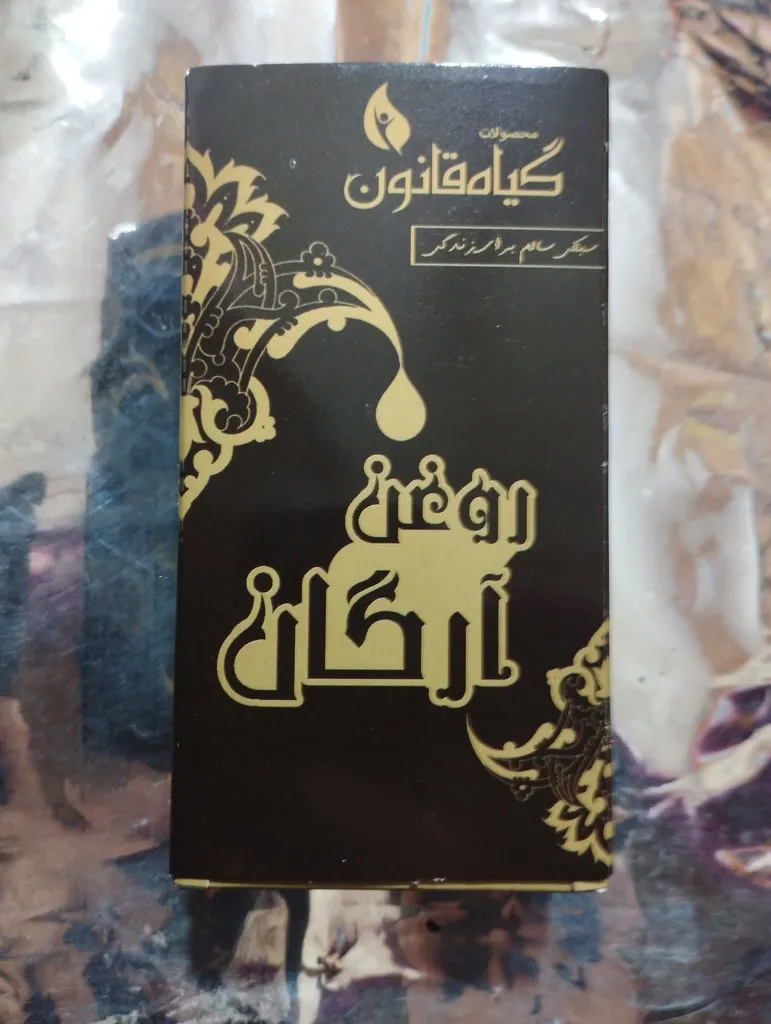 محصولات
گیاه قانون
سبکی سالم برای زندگی
روغن
آرگان